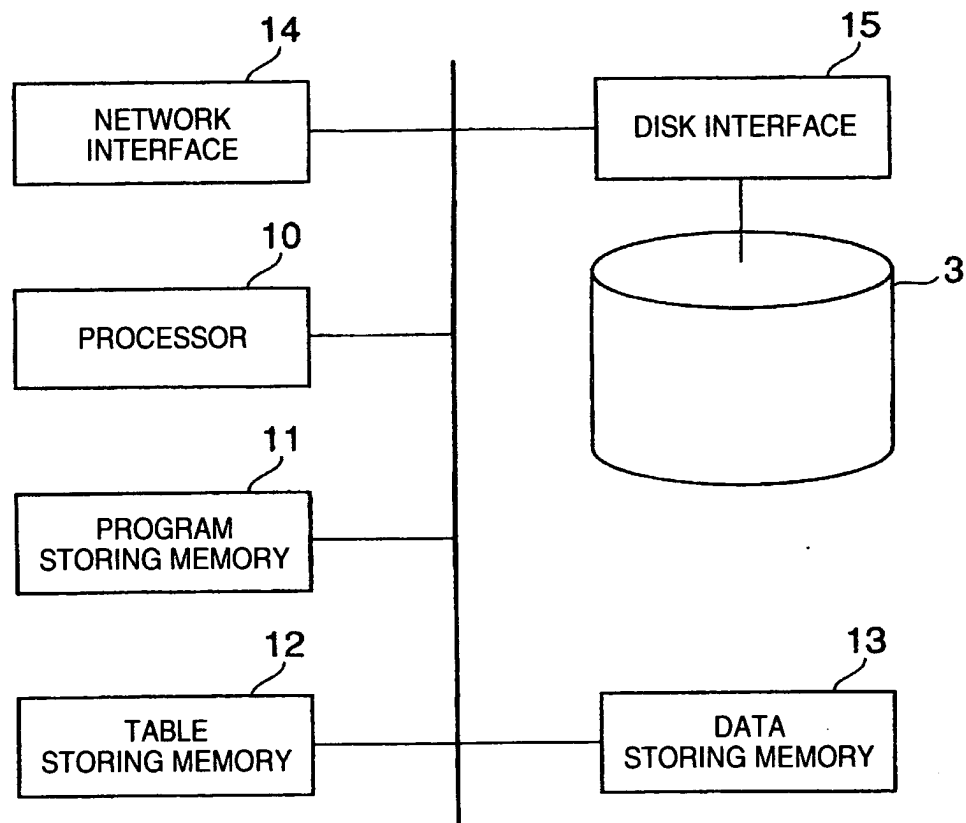 14
NETWORK
INTERFACE
15
DISK INTERFACE
10
PROCESSOR
3
11
PROGRAM
STORING MEMORY
12
TABLE
STORING MEMORY
13
DATA
STORING MEMORY